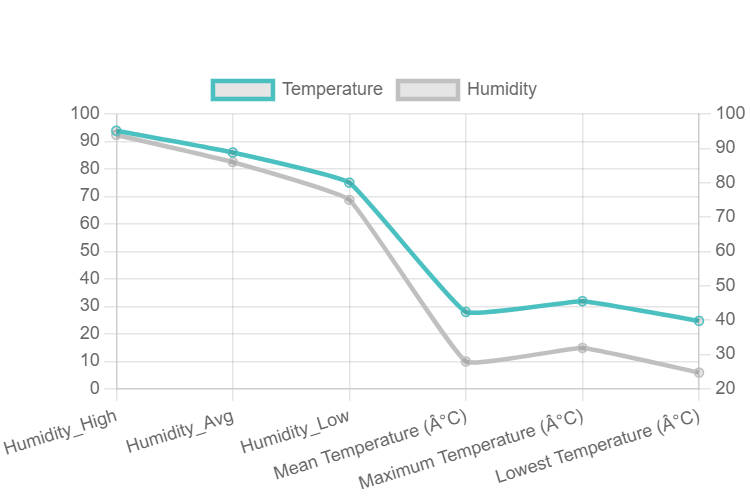 Temperature Humidity
100 100
90 90
80 80
70 70
60 60
50 50
40 40
30 30
20 20
10
0
Humidity_High
Humidity_Avg
Humidity_Low
Mean Temperature (Â°C)
Maximum Temperature (Â°C)
Lowest Temperature (Â°C)